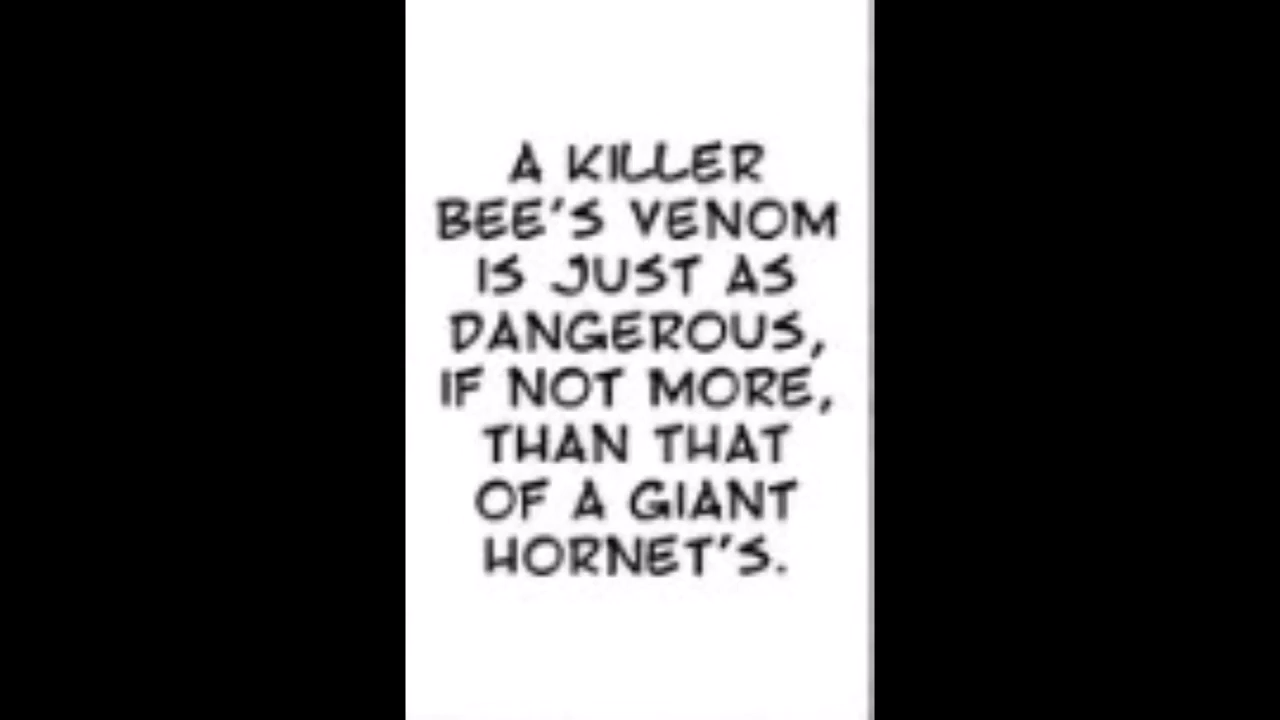 A KILLER
BEE'S VENOM
IS JUST AS
DANGEROUS,
IF NOT MORE,
THAN THAT
OF A GIANT
HORNET'S.